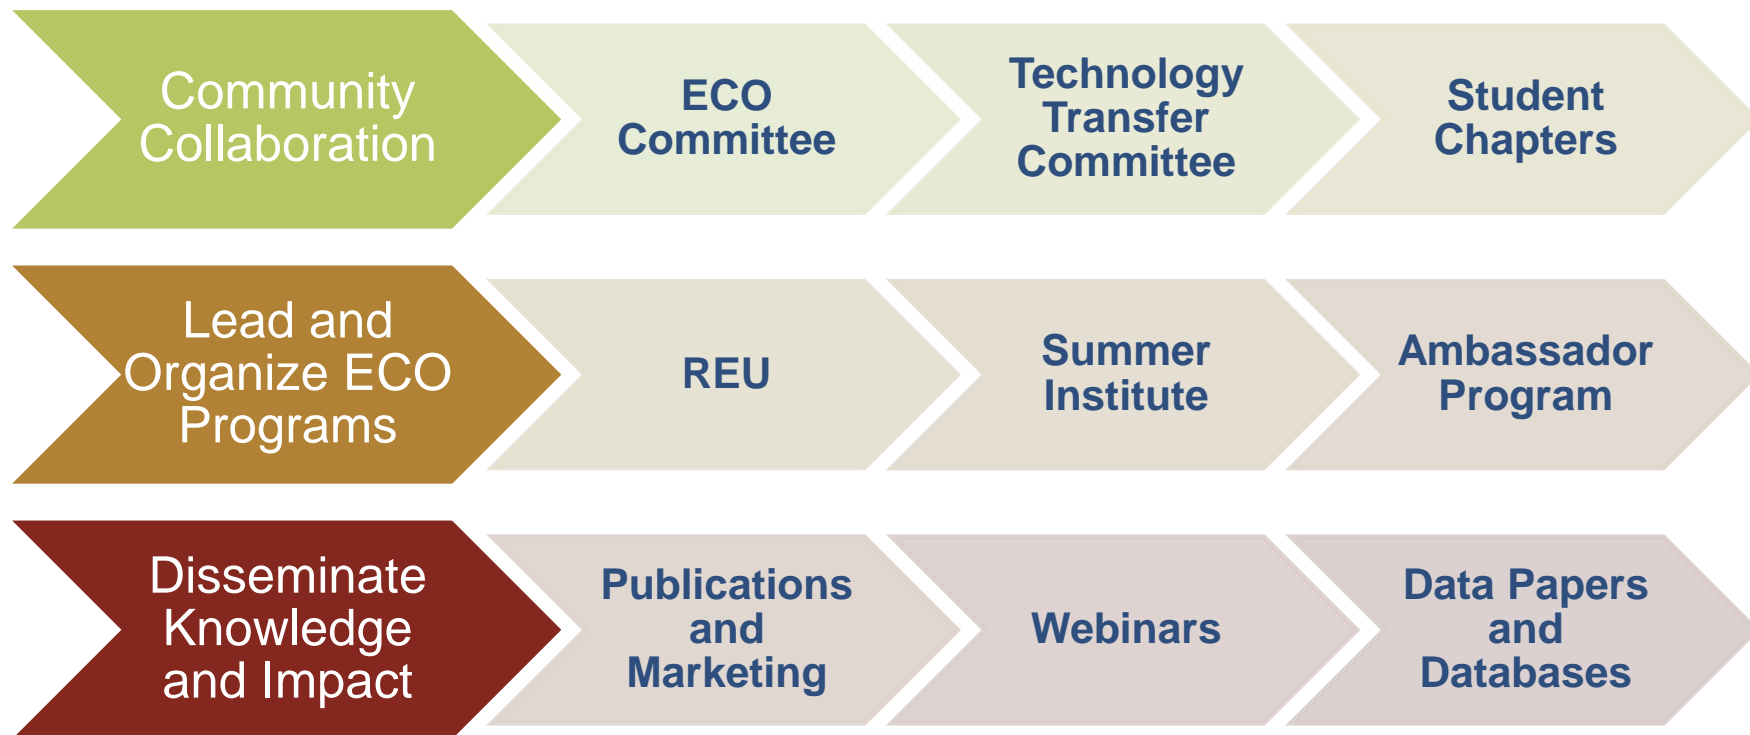 Community
Collaboration
ECO
Committee
Technology
Transfer
Committee
Student
Chapters
Lead and
Organize ECO
Programs
REU
Summer
Institute
Ambassador
Program
Disseminate
Knowledge
and Impact
Publications
and
Marketing
Webinars
Data Papers
and
Databases